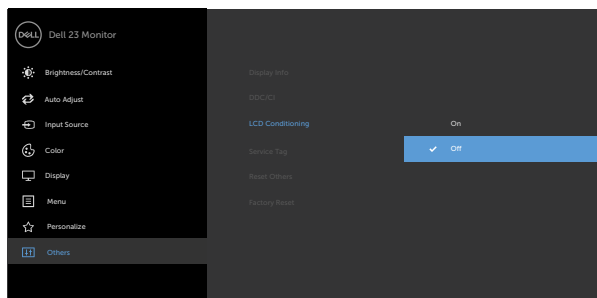 DELL Dell 23 Monitor
Brightness/Contrast
Display Info
Auto Adjust
DDC/CI
Input Source
LCD Conditioning
On
Color
Service Tag
Off
Display
Reset Others
Menu
Factory Reset
Personalize
Others